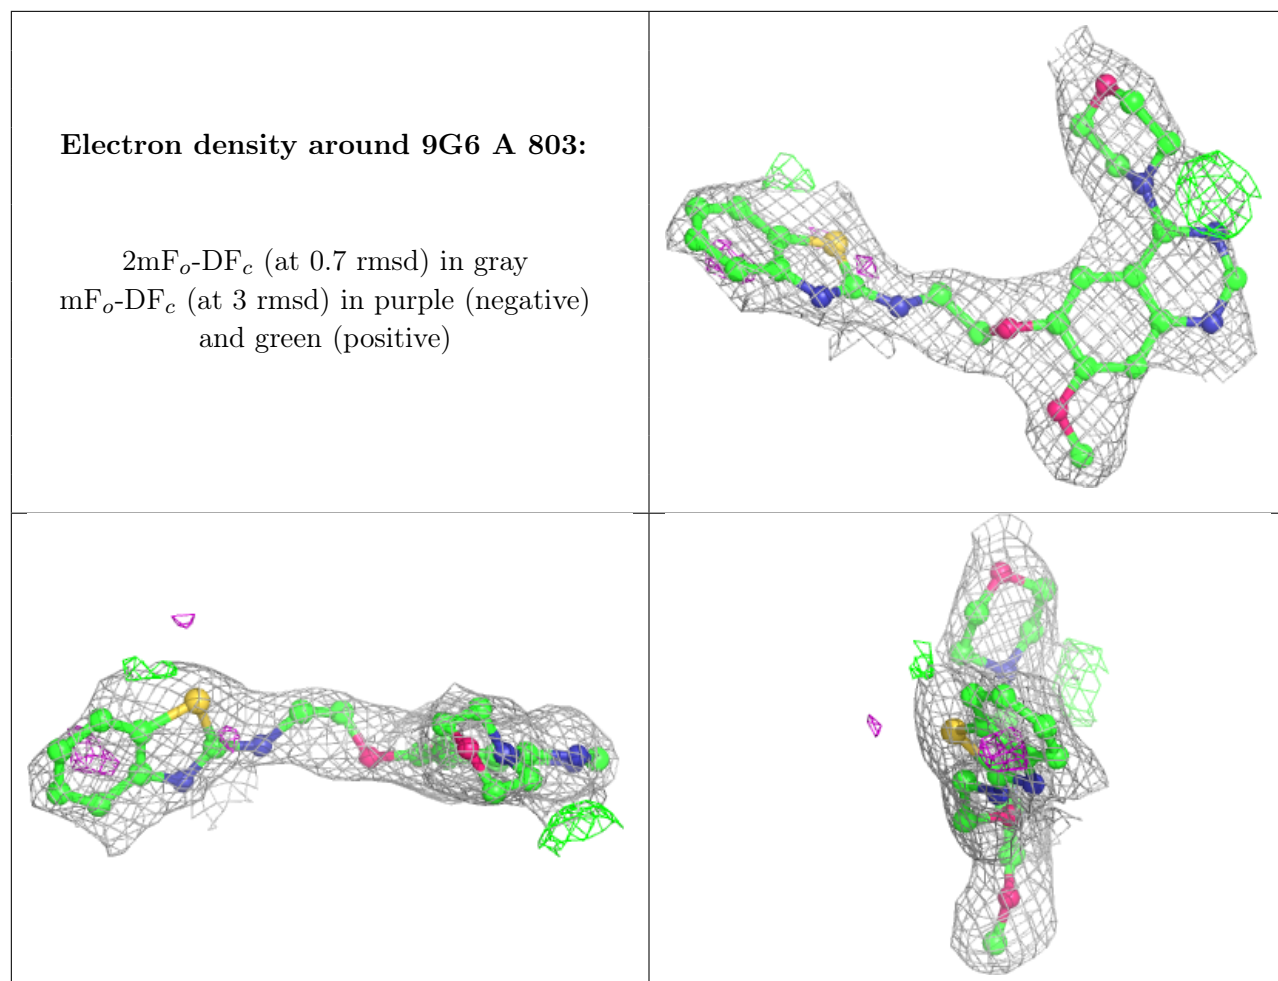 Electron density around 9G6 A 803:
2mFo-DFc (at 0.7 rmsd) in gray
mFo-DFc (at 3 rmsd) in purple (negative)
and green (positive)